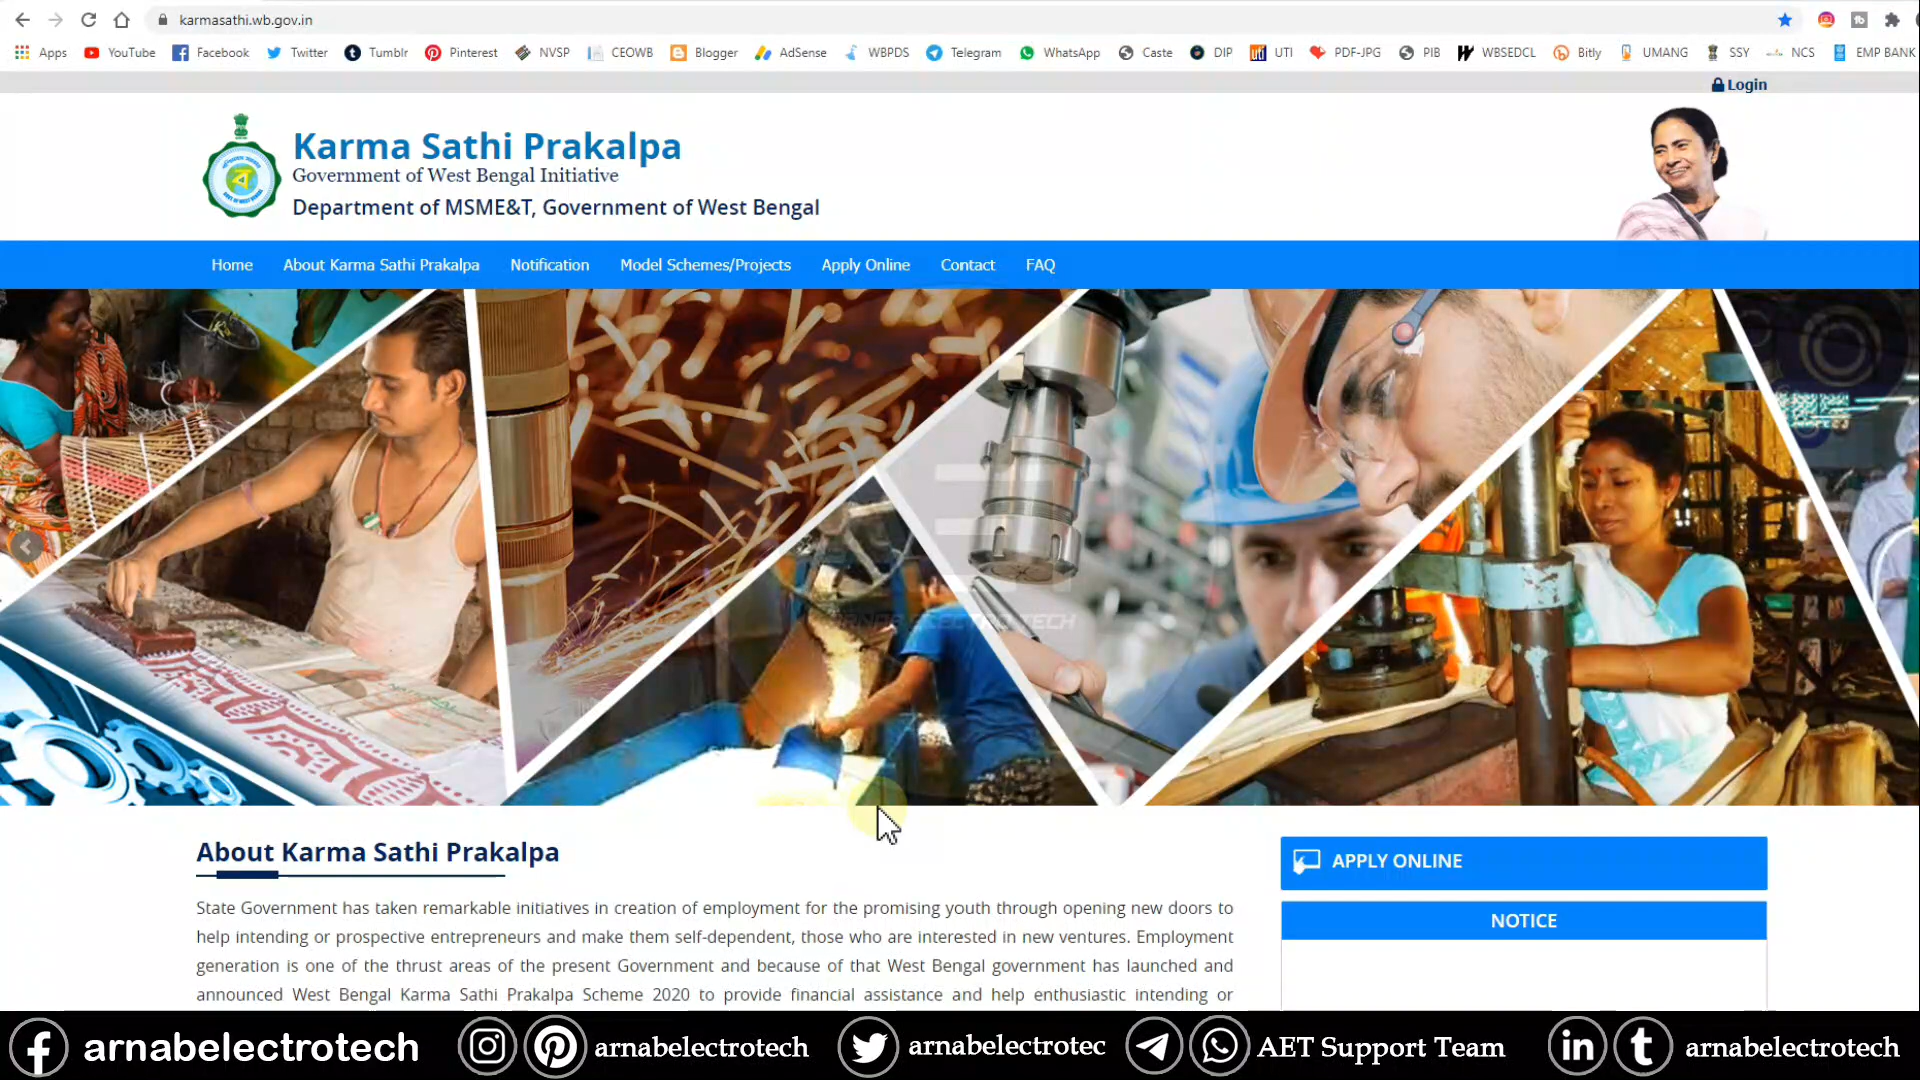 karmasathi.wb.gov.in
Apps YouTube Facebook Twitter Tumblr Pinterest NVSP CEOWB Blogger AdSense WBPDS Telegram WhatsApp Caste DIP UTI PDF-JPG PIB WBSEDCL Bitly UMANG SSY NCS EMP BANK
Login
Karma Sathi Prakalpa
Government of West Bengal Initiative
Department of MSME&T, Government of West Bengal
Home About Karma Sathi Prakalpa Notification Model Schemes/Projects Apply Online Contact FAQ
About Karma Sathi Prakalpa
State Government has taken remarkable initiatives in creation of employment for the promising youth through opening new doors to
help intending or prospective entrepreneurs and make them self-dependent, those who are interested in new ventures. Employment
generation is one of the thrust areas of the present Government and because of that West Bengal government has launched and
announced West Bengal Karma Sathi Prakalpa Scheme 2020 to provide financial assistance and help enthusiastic intending or
APPLY ONLINE
NOTICE
arnabelectrotech arnabelectrotech arnabelectrotec AET Support Team arnabelectrotech